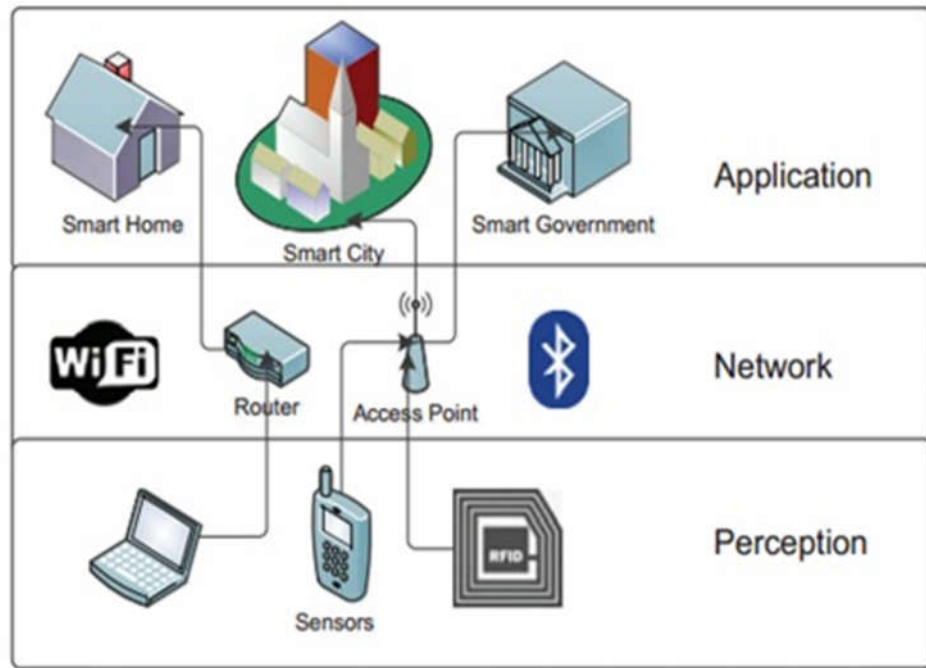 Smart Home
Smart City
Smart Government
Application
WiFi
Router
Access Point
Network
Sensors
RFID
Perception